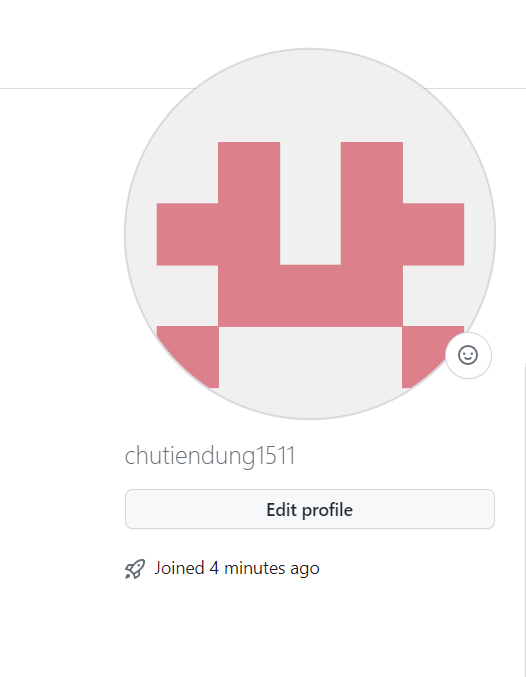 chutiendung1511
Edit profile
Joined 4 minutes ago